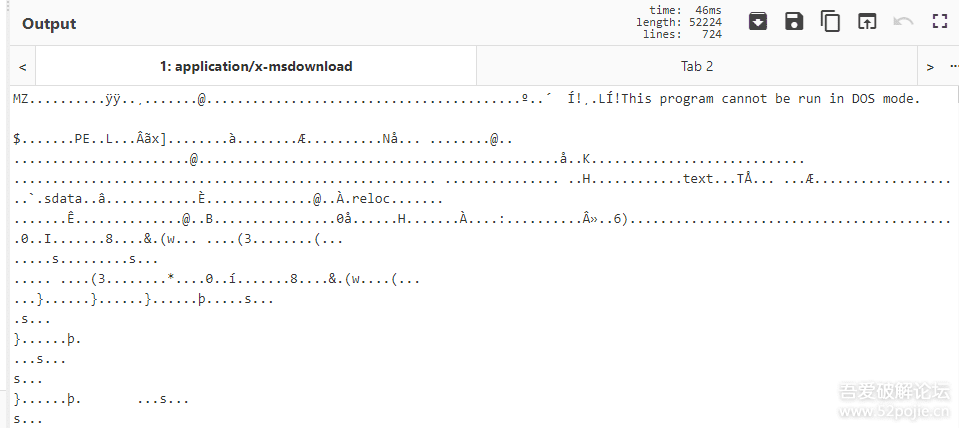 Output
time: 46ms
length: 52224
lines: 724
< 1: application/x-msdownload Tab 2 > ...
MZ..........ÿÿ..¸.......@.........................................º..´ Í!¸.LÍ!This program cannot be run in DOS mode.
$.......PE..L...Âãx]........à........Æ..........Nå... ........@..
.......................@...............................................å..K............................
....................................................... ............... ..H............text...TÅ... ...Æ..................
..`.sdata..â............È..............@..À.reloc.......
.......Ê..............@..B...............0å......H.......À....:..........Â»..6)..........................................
.0..I.......8....&.(w... ....(3........(...
.....s.........s...
..... ....(3........*....0..í.......8....&.(w....(...
...}......}......}......þ.....s...
.s...
}......þ.
...s...
s...
}......þ. ...s...
s...
吾爱破解论坛
www.52pojie.cn